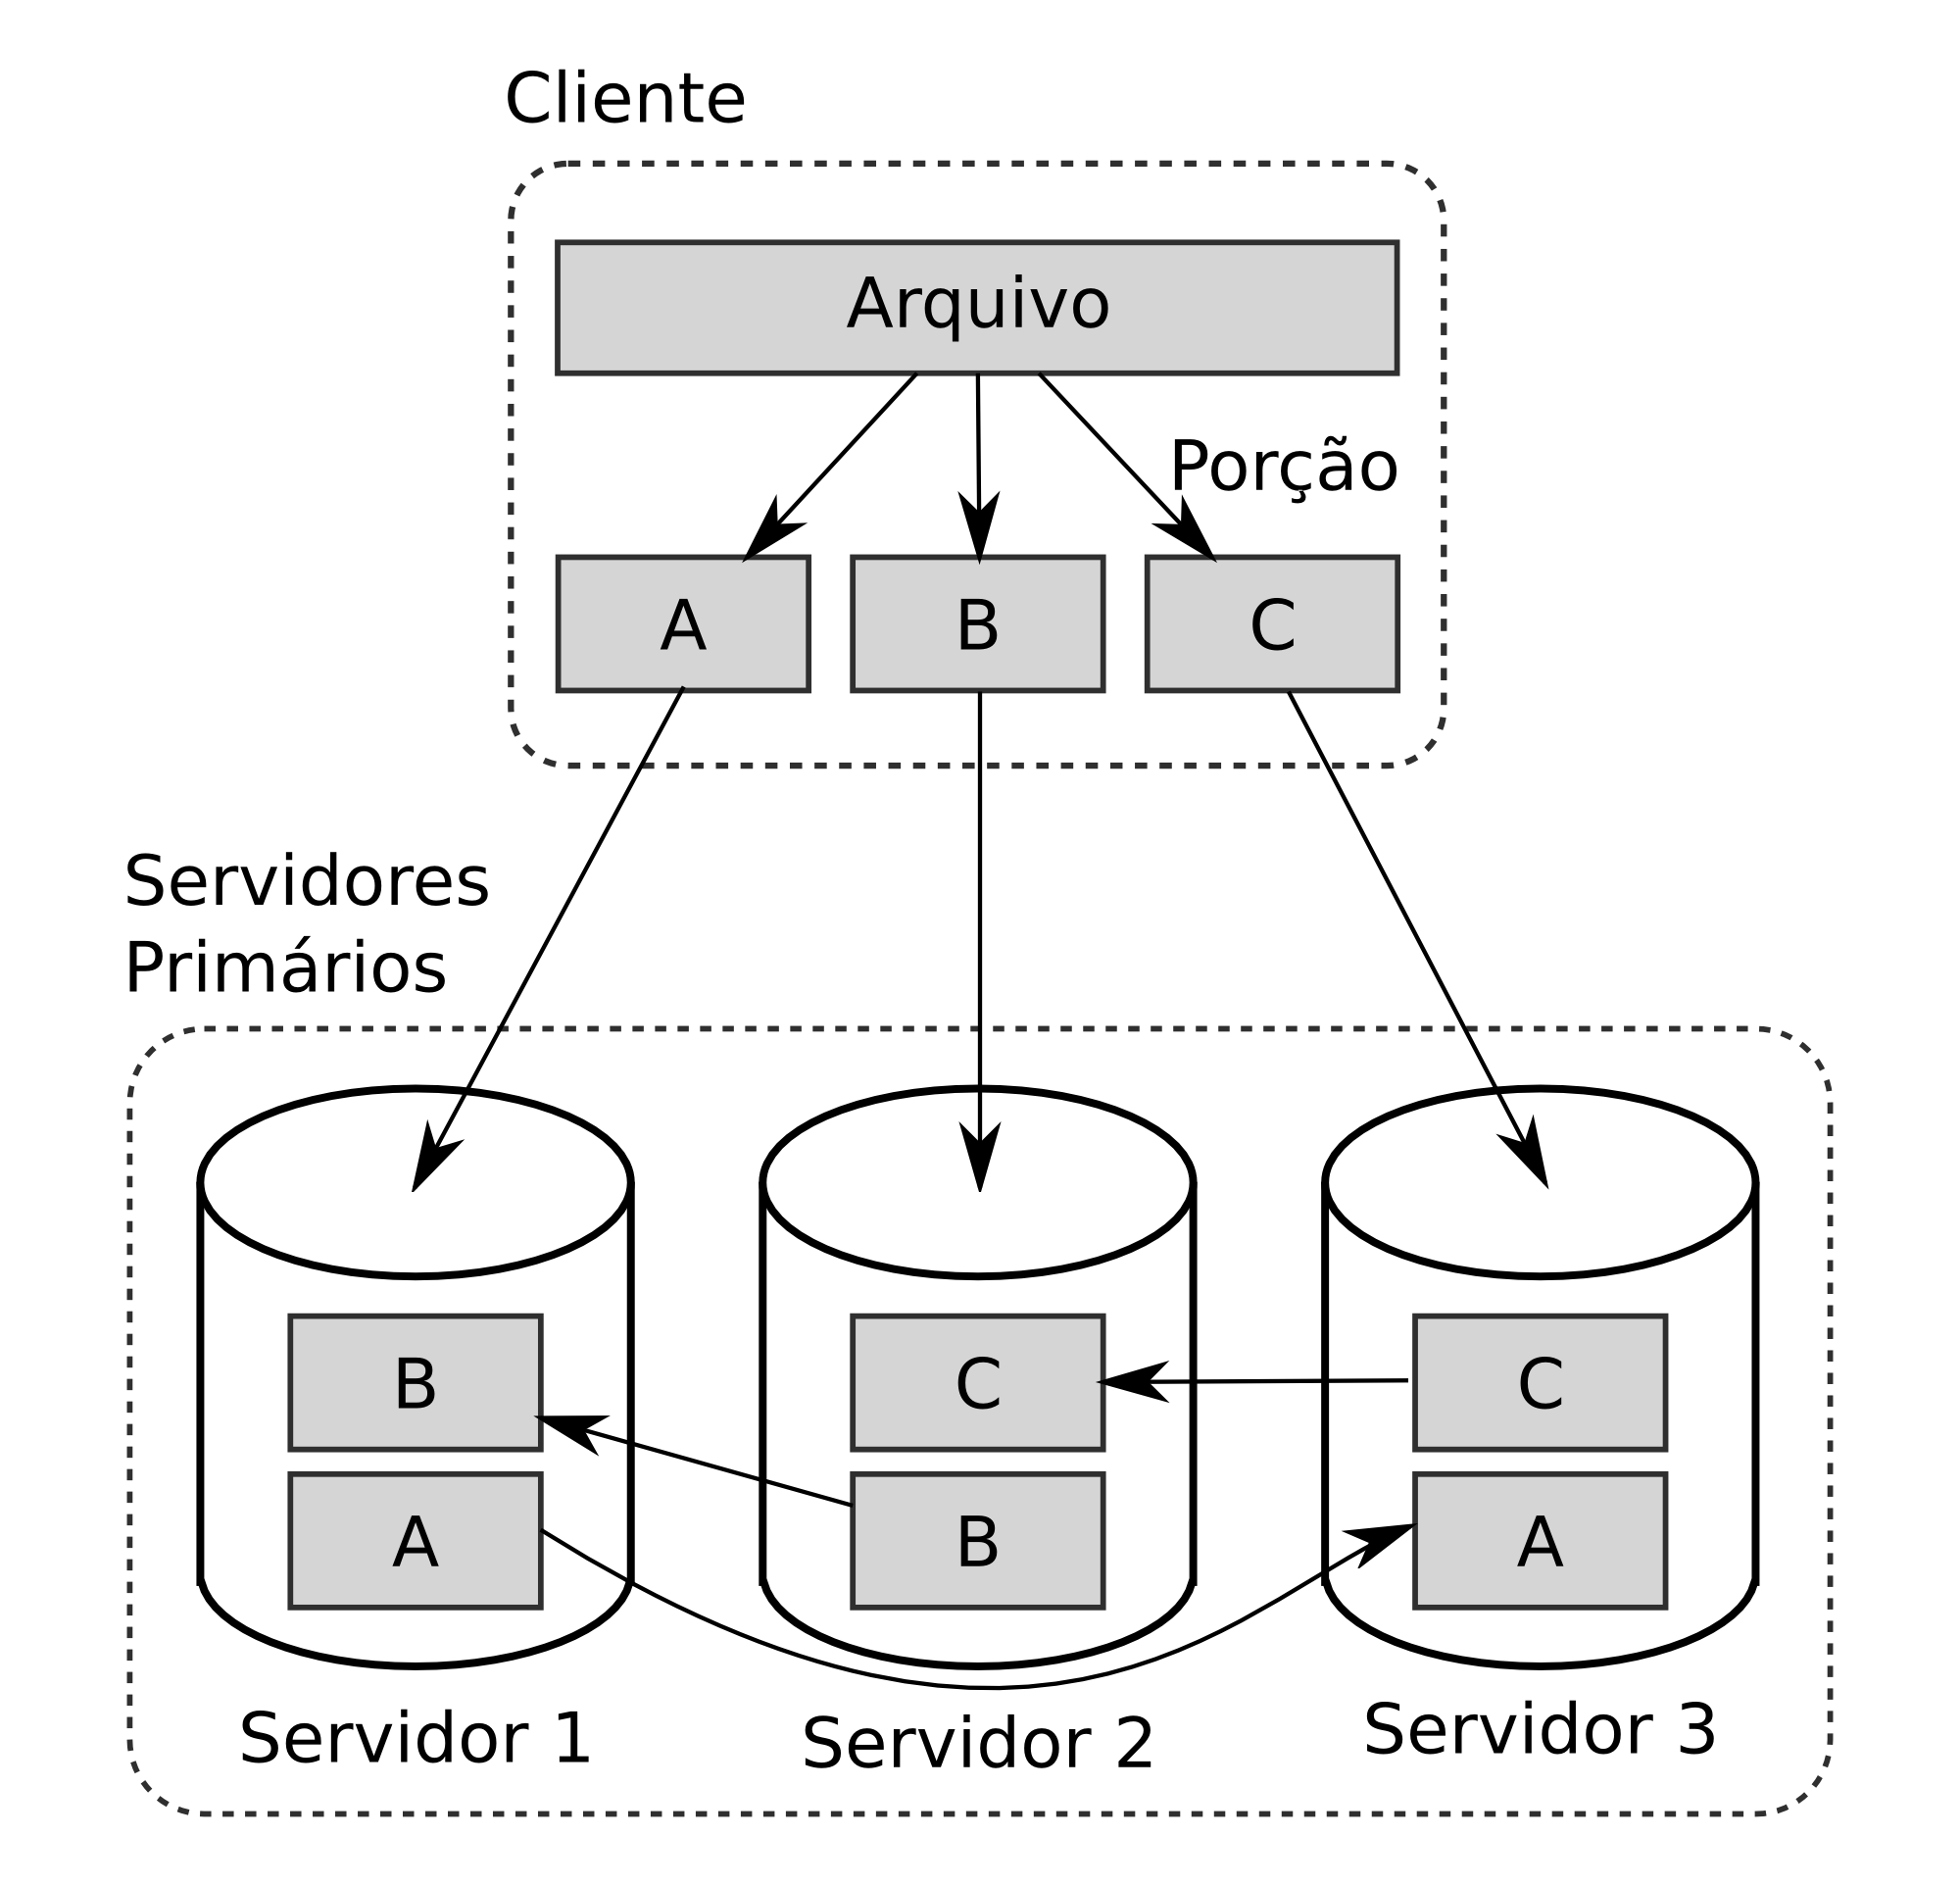 Cliente
Arquivo
Porção
A
B
C
Servidores
Primários
B
C
C
A
B
A
Servidor 1
Servidor 2
Servidor 3